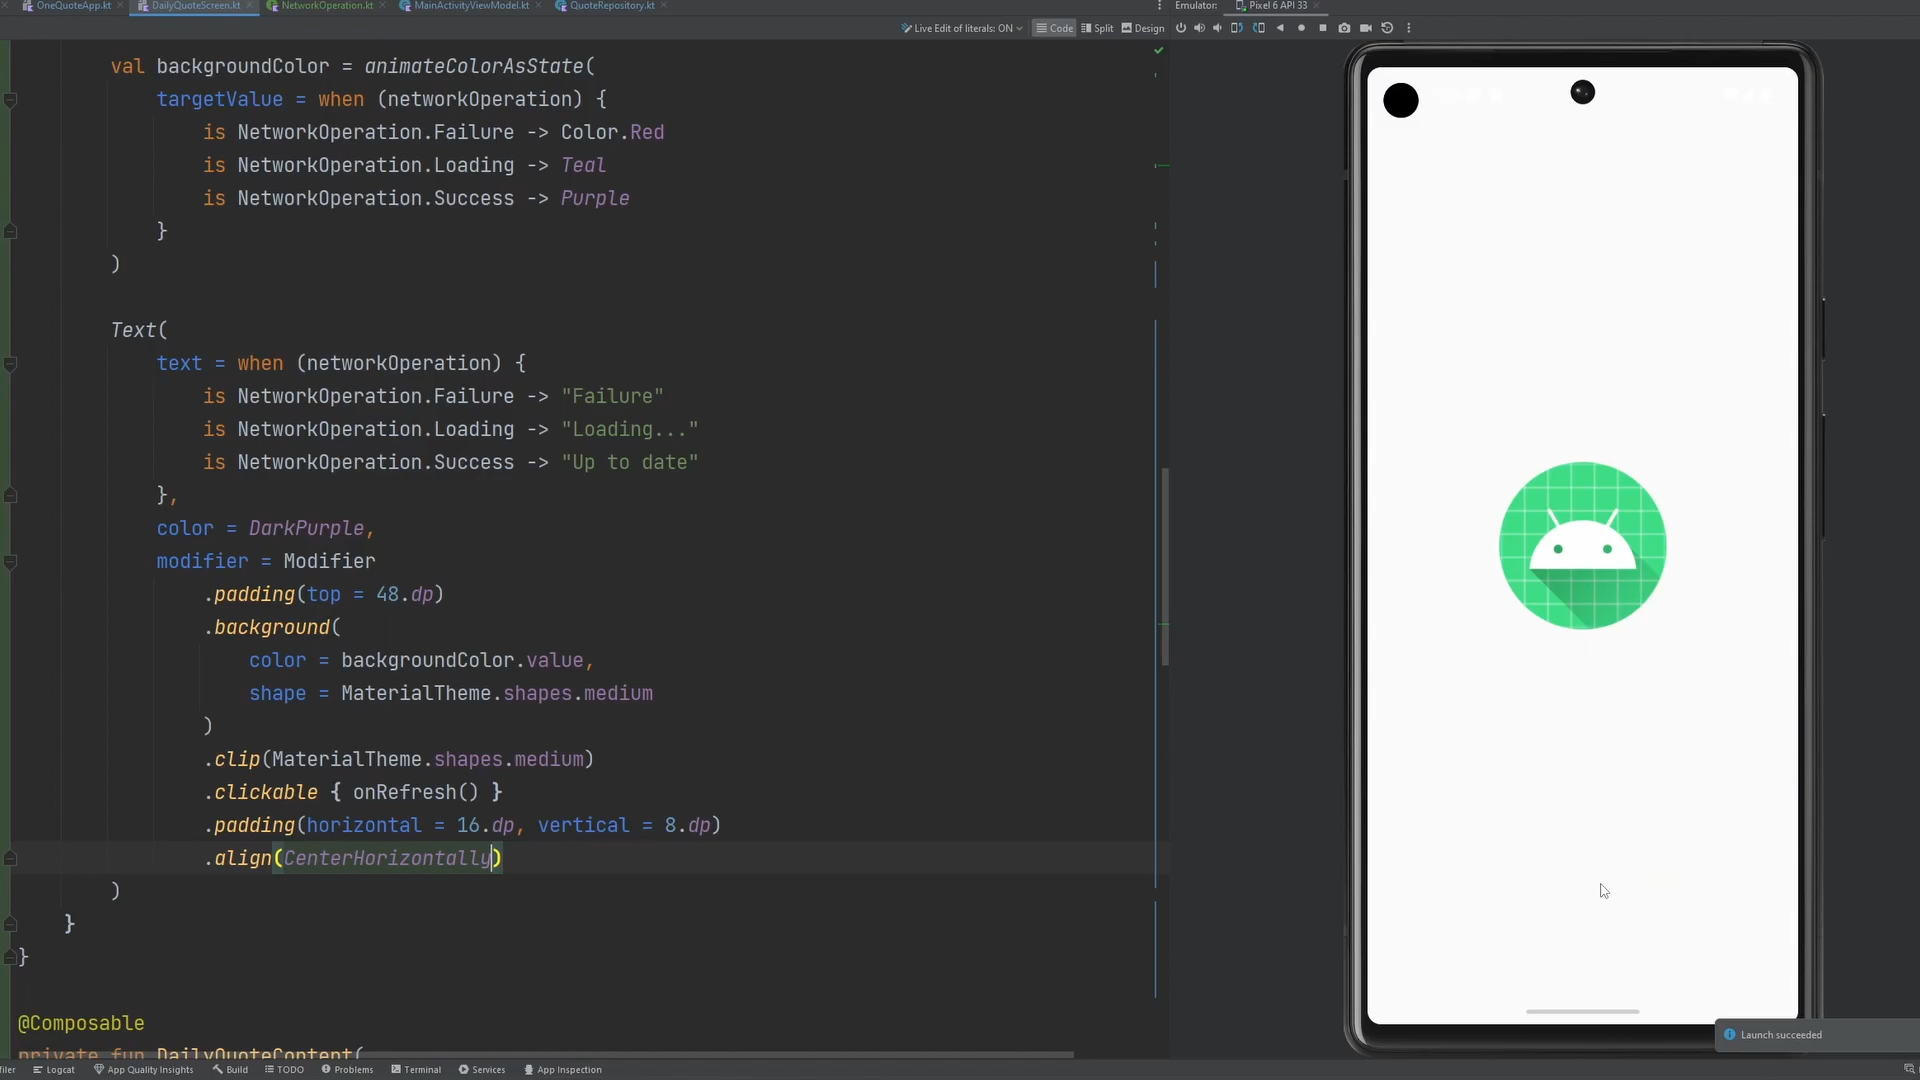 OneQuoteApp.kt DailyQuoteScreen.kt NetworkOperation.kt MainActivityViewModel.kt QuoteRepository.kt Emulator: Pixel 6 API 33
Live Edit of literals: ON Code Split Design
val backgroundColor = animateColorAsState(
targetValue = when (networkOperation) {
is NetworkOperation.Failure -> Color.Red
is NetworkOperation.Loading -> Teal
is NetworkOperation.Success -> Purple
}
)
Text(
text = when (networkOperation) {
is NetworkOperation.Failure -> "Failure"
is NetworkOperation.Loading -> "Loading..."
is NetworkOperation.Success -> "Up to date"
},
color = DarkPurple,
modifier = Modifier
.padding(top = 48.dp)
.background(
color = backgroundColor.value,
shape = MaterialTheme.shapes.medium
)
.clip(MaterialTheme.shapes.medium)
.clickable { onRefresh() }
.padding(horizontal = 16.dp, vertical = 8.dp)
.align(CenterHorizontally)
)
}
}
@Composable
private fun DailyQuoteContent(
Launch succeeded
filer Logcat App Quality Insights Build TODO Problems Terminal Services App Inspection